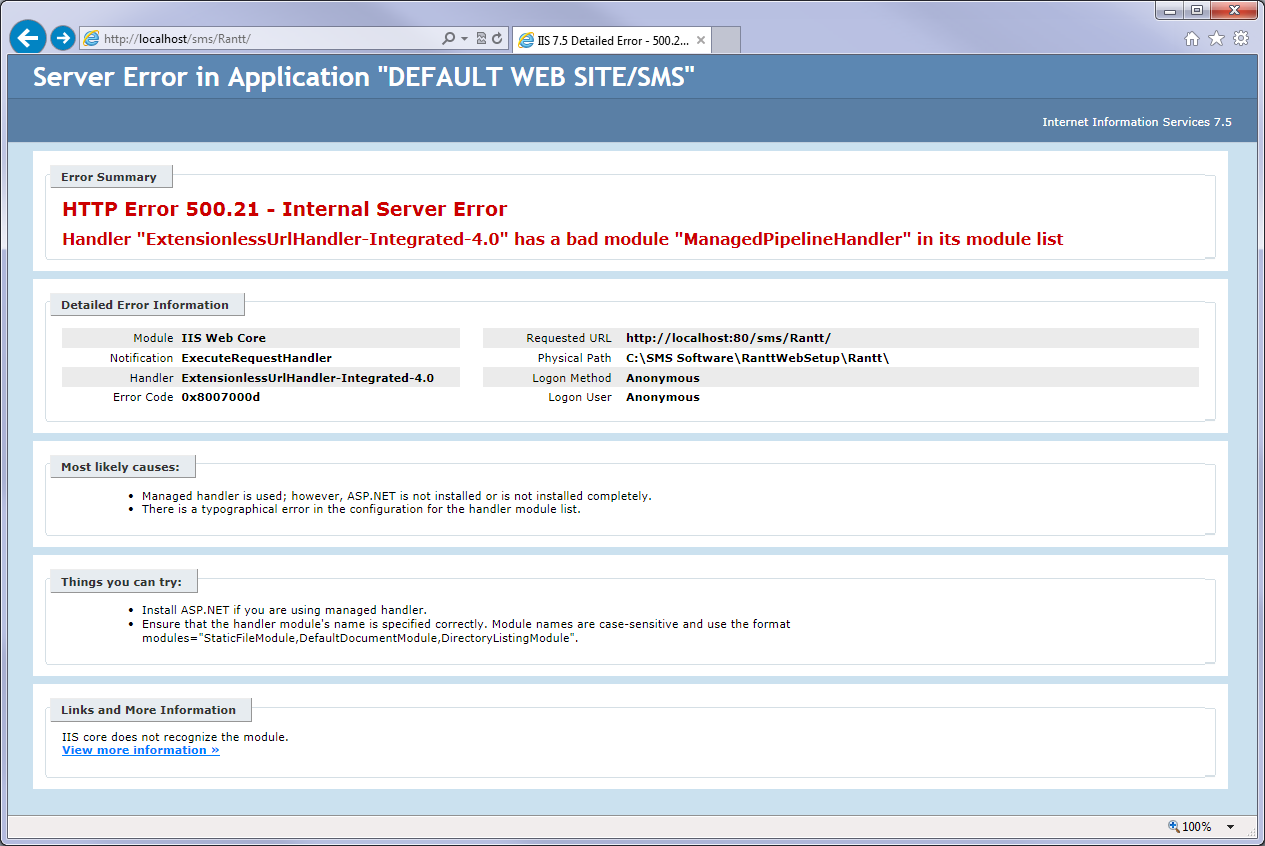 http://localhost/sms/Rantt/
IIS 7.5 Detailed Error - 500.2...
Server Error in Application "DEFAULT WEB SITE/SMS"
Internet Information Services 7.5
Error Summary
HTTP Error 500.21 - Internal Server Error
Handler "ExtensionlessUrlHandler-Integrated-4.0" has a bad module "ManagedPipelineHandler" in its module list
Detailed Error Information
Module IIS Web Core
Notification ExecuteRequestHandler
Handler ExtensionlessUrlHandler-Integrated-4.0
Error Code 0x8007000d
Requested URL http://localhost:80/sms/Rantt/
Physical Path C:\SMS Software\RanttWebSetup\Rantt\
Logon Method Anonymous
Logon User Anonymous
Most likely causes:
• Managed handler is used; however, ASP.NET is not installed or is not installed completely.
• There is a typographical error in the configuration for the handler module list.
Things you can try:
• Install ASP.NET if you are using managed handler.
• Ensure that the handler module's name is specified correctly. Module names are case-sensitive and use the format
modules="StaticFileModule,DefaultDocumentModule,DirectoryListingModule".
Links and More Information
IIS core does not recognize the module.
View more information »
100%